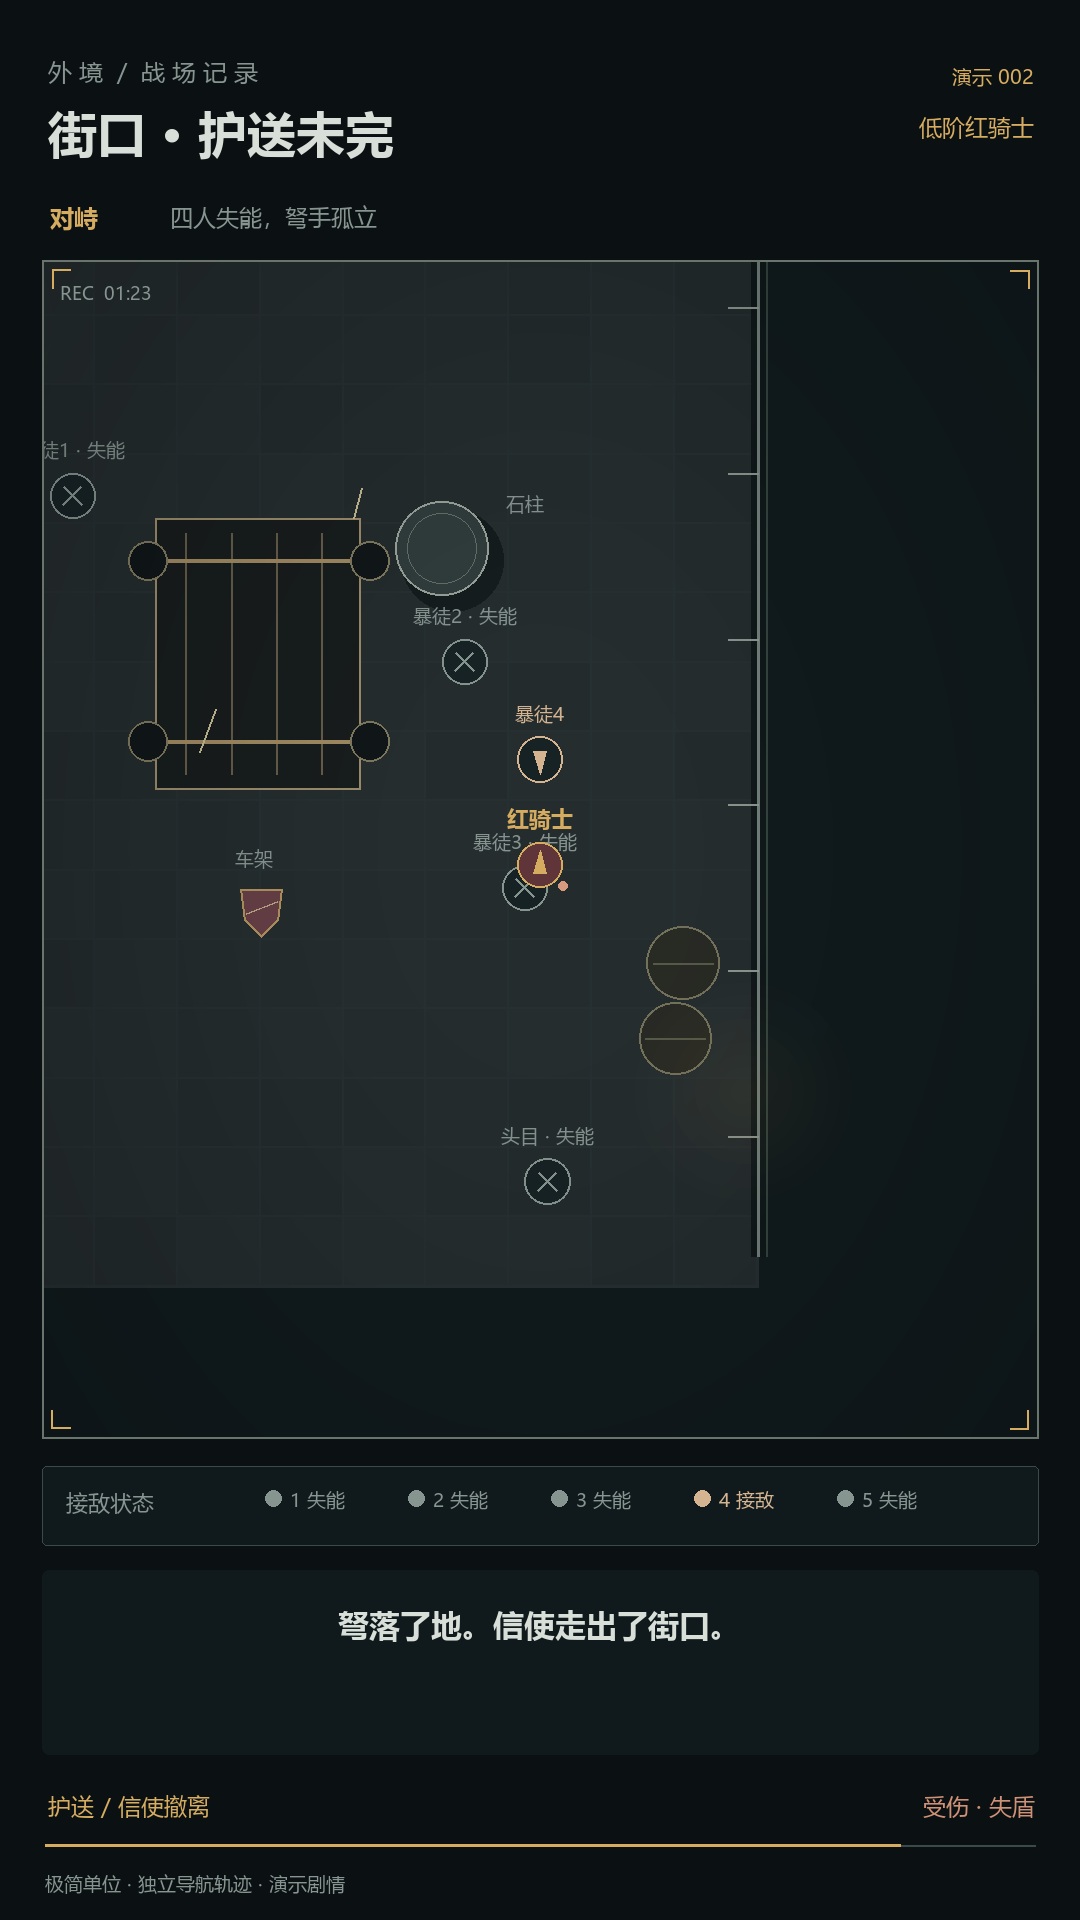 外境 / 战场记录
演示 002
街口·护送未完
低阶红骑士
对峙 四人失能，弩手孤立
REC 01:23
徒1 · 失能
石柱
暴徒2 · 失能
暴徒4
红骑士
暴徒3 · 失能
车架
头目 · 失能
接敌状态 1 失能 2 失能 3 失能 4 接敌 5 失能
弩落了地。信使走出了街口。
护送 / 信使撤离 受伤 · 失盾
极简单位 · 独立导航轨迹 · 演示剧情